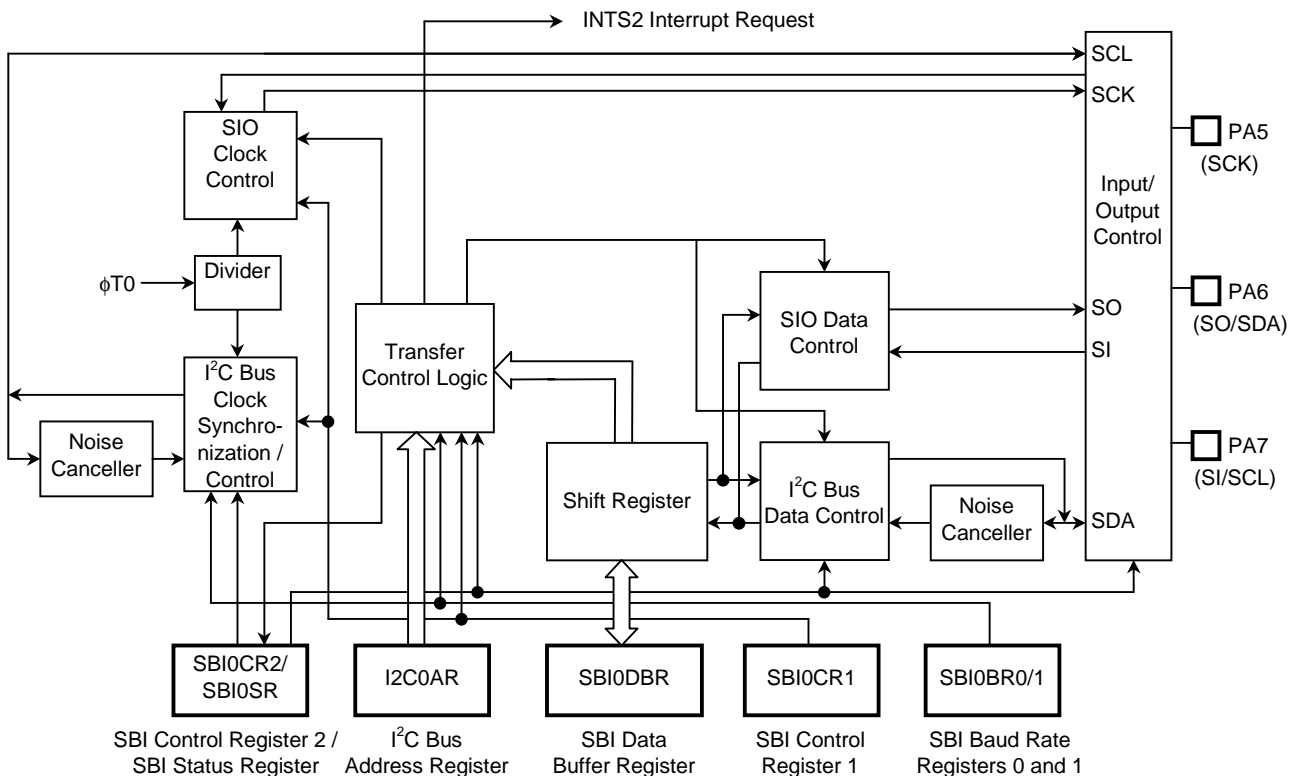 INTS2 Interrupt Request
SCL
SCK
SIO
Clock
Control
PA5
(SCK)
Input/
Output
Control
Divider
φT0
PA6
(SO/SDA)
SO
SIO Data
Control
SI
Transfer
Control Logic
I²C Bus
Clock
Synchro-
nization /
Control
Noise
Canceller
PA7
(SI/SCL)
Shift Register
I²C Bus
Data Control
Noise
Canceller
SDA
SBI0CR2/
SBI0SR
I2C0AR
SBI0DBR
SBI0CR1
SBI0BR0/1
SBI Control Register 2 /
SBI Status Register
I²C Bus
Address Register
SBI Data
Buffer Register
SBI Control
Register 1
SBI Baud Rate
Registers 0 and 1